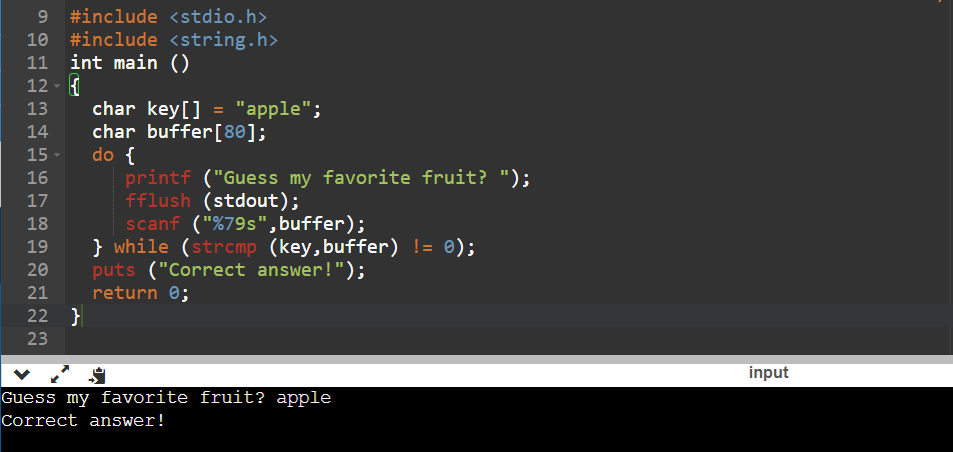 9 #include <stdio.h>
10 #include <string.h>
11 int main ()
12 {
13 char key[] = "apple";
14 char buffer[80];
15 do {
16 printf ("Guess my favorite fruit? ");
17 fflush (stdout);
18 scanf ("%79s",buffer);
19 } while (strcmp (key,buffer) != 0);
20 puts ("Correct answer!");
21 return 0;
22 }
23
input
Guess my favorite fruit? apple
Correct answer!